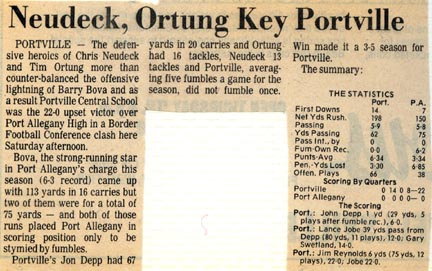 Neudeck, Ortung Key Portville
PORTVILLE — The defen-
sive heroics of Chris Neudeck
and Tim Ortung more than
counter-balanced the offensive
lightning of Barry Bova and as
a result Portville Central School
was the 22-0 upset victor over
Port Allegany High in a Border
Football Conference clash here
Saturday afternoon.
Bova, the strong-running star
in Port Allegany's charge this
season (6-3 record) came up
with 113 yards in 16 carries but
two of them were for a total of
75 yards — and both of those
runs placed Port Allegany in
scoring position only to be
stymied by fumbles.
Portville's Jon Depp had 67
yards in 20 carries and Ortung
had 16 tackles, Neudeck 13
tackles and Portville, averag-
ing five fumbles a game for the
season, did not fumble once.
Win made it a 3-5 season for
Portville.
The summary:
THE STATISTICS
Port. P.A.
First Downs 14 7
Net Yds Rush. 198 150
Passing 5-9 5-8
Yds Passing 62 75
Pass Int., by 0 0
Fum-Own Rec. 0-0 6-2
Punts-Avg 6-34 3-34
Pen.-Yds Lost 3-30 6-85
Offen. Plays 66 38
Scoring By Quarters
Portville 0 14 0 8—22
Port Allegany 0 0 0 0—0
The Scoring
Port.: John Depp 1 yd (29 yds, 5
plays after fumble rec.), 6-0.
Port.: Lance Jobe 39 yds pass from
Depp (80 yds, 11 plays), 12-0; Gary
Swetland, 14-0.
Port.: Jim Reynolds 6 yds (75 yds, 12
plays), 22-0; Jobe 22-0.